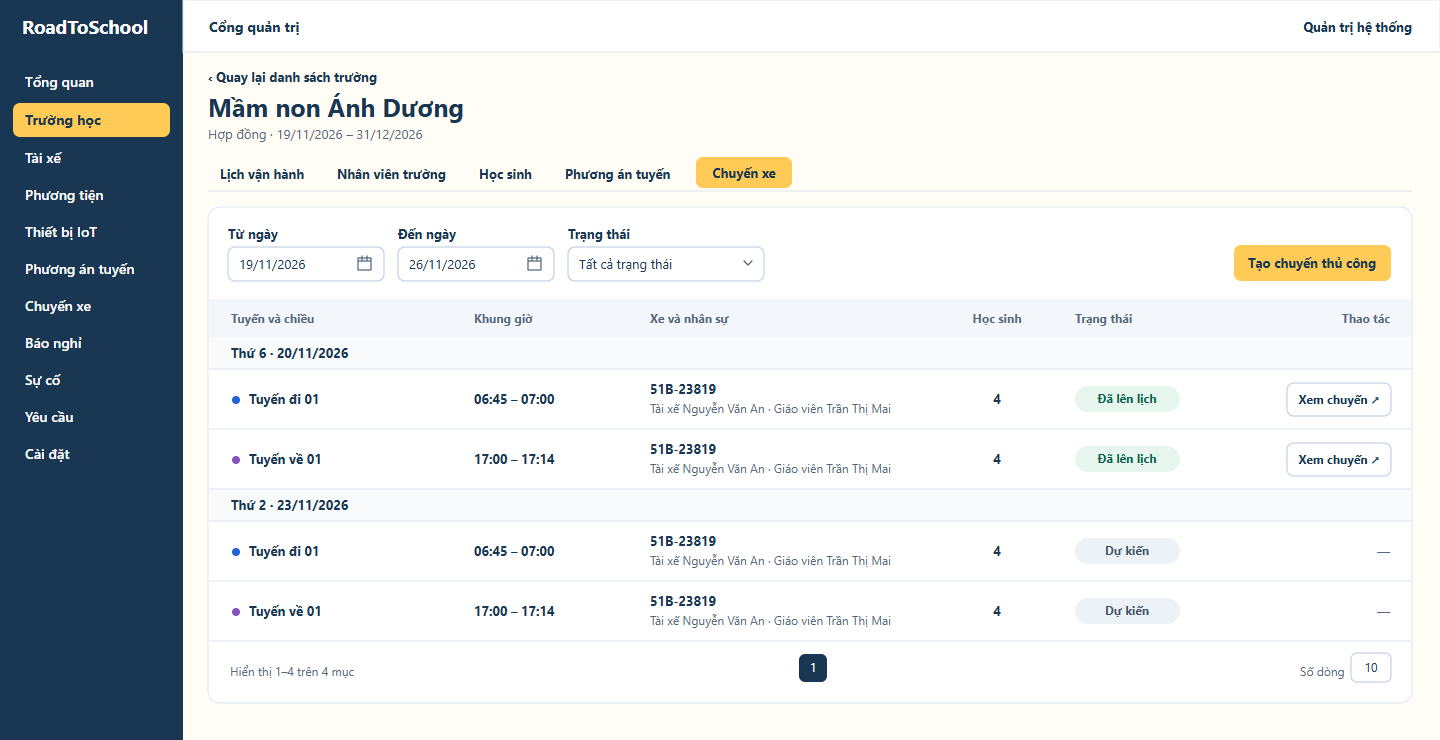 RoadToSchool
Cổng quản trị
Quản trị hệ thống
Tổng quan
Trường học
Tài xế
Phương tiện
Thiết bị IoT
Phương án tuyến
Chuyến xe
Báo nghỉ
Sự cố
Yêu cầu
Cài đặt
‹ Quay lại danh sách trường
Mầm non Ánh Dương
Hợp đồng · 19/11/2026 – 31/12/2026
Lịch vận hành
Nhân viên trường
Học sinh
Phương án tuyến
Chuyến xe
Từ ngày
Đến ngày
Trạng thái
19/11/2026
26/11/2026
Tất cả trạng thái
Tạo chuyến thủ công
Tuyến và chiều
Khung giờ
Xe và nhân sự
Học sinh
Trạng thái
Thao tác
Thứ 6 · 20/11/2026
Tuyến đi 01
06:45 – 07:00
51B-23819
Tài xế Nguyễn Văn An · Giáo viên Trần Thị Mai
4
Đã lên lịch
Xem chuyến ↗
Tuyến về 01
17:00 – 17:14
51B-23819
Tài xế Nguyễn Văn An · Giáo viên Trần Thị Mai
4
Đã lên lịch
Xem chuyến ↗
Thứ 2 · 23/11/2026
Tuyến đi 01
06:45 – 07:00
51B-23819
Tài xế Nguyễn Văn An · Giáo viên Trần Thị Mai
4
Dự kiến
—
Tuyến về 01
17:00 – 17:14
51B-23819
Tài xế Nguyễn Văn An · Giáo viên Trần Thị Mai
4
Dự kiến
—
Hiển thị 1–4 trên 4 mục
1
Số dòng
10